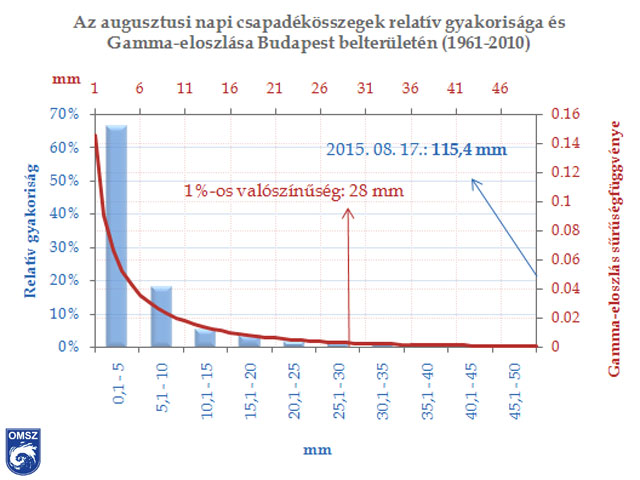 Az augusztusi napi csapadékösszegek relatív gyakorisága és
Gamma-eloszlása Budapest belterületén (1961-2010)
mm
1 6 11 16 21 26 31 36 41 46
70%
60%
50%
40%
30%
20%
10%
0%
Relatív gyakoriság
2015. 08. 17.: 115,4 mm
1%-os valószínűség: 28 mm
0.16
0.14
0.12
0.1
0.08
0.06
0.04
0.02
0
Gamma-eloszlás sűrűségfüggvénye
0,1 - 5
5,1 - 10
10,1 - 15
15,1 - 20
20,1 - 25
25,1 - 30
30,1 - 35
35,1 - 40
40,1 - 45
45,1 - 50
mm
OMSZ